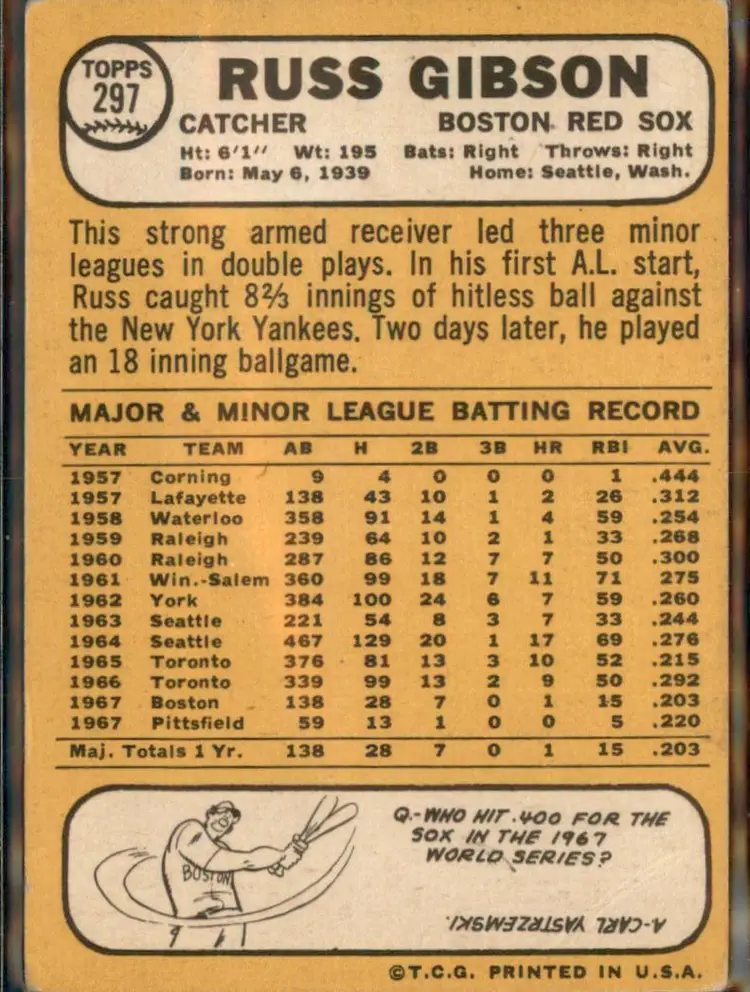 TOPPS
297
RUSS GIBSON
CATCHER BOSTON RED SOX
Ht: 6'1" Wt: 195 Bats: Right Throws: Right
Born: May 6, 1939 Home: Seattle, Wash.
This strong armed receiver led three minor
leagues in double plays. In his first A.L. start,
Russ caught 8⅔ innings of hitless ball against
the New York Yankees. Two days later, he played
an 18 inning ballgame.
MAJOR & MINOR LEAGUE BATTING RECORD
YEAR TEAM AB H 2B 3B HR RBI AVG.
1957 Corning 9 4 0 0 0 1 .444
1957 Lafayette 138 43 10 1 2 26 .312
1958 Waterloo 358 91 14 1 4 59 .254
1959 Raleigh 239 64 10 2 1 33 .268
1960 Raleigh 287 86 12 7 7 50 .300
1961 Win.-Salem 360 99 18 7 11 71 275
1962 York 384 100 24 6 7 59 .260
1963 Seattle 221 54 8 3 7 33 .244
1964 Seattle 467 129 20 1 17 69 .276
1965 Toronto 376 81 13 3 10 52 .215
1966 Toronto 339 99 13 2 9 50 .292
1967 Boston 138 28 7 0 1 15 .203
1967 Pittsfield 59 13 1 0 0 5 .220
Maj. Totals 1 Yr. 138 28 7 0 1 15 .203
BOSTON
Q.-WHO HIT .400 FOR THE
SOX IN THE 1967
WORLD SERIES?
A-CARL YASTRZEMSKI.
©T.C.G. PRINTED IN U.S.A.